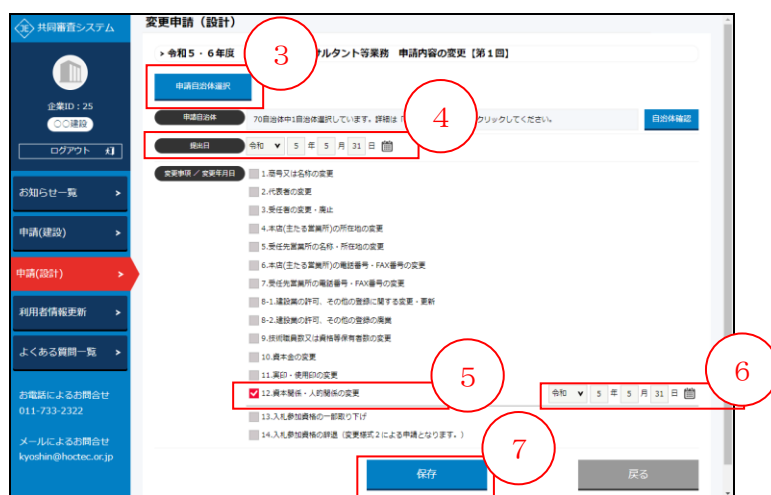 共同審査システム
企業ID：25
○○建設
ログアウト
お知らせ一覧 >
申請(建設) >
申請(設計) >
利用者情報更新 >
よくある質問一覧 >
お電話によるお問合せ
011-733-2322
メールによるお問合せ
kyoshin@hoctec.or.jp
変更申請（設計）
> 令和５・６年度
サルタント等業務 申請内容の変更【第１回】
3
申請自治体選択
申請自治体
70自治体中1自治体選択しています。詳細は「
クリックしてください。
自治体確認
4
提出日
令和 ▼ 5 年 5 月 31 日
変更事項 ／ 変更年月日
1.商号又は名称の変更
2.代表者の変更
3.受任者の変更・廃止
4.本店(主たる営業所)の所在地の変更
5.受任先営業所の名称・所在地の変更
6.本店(主たる営業所)の電話番号・FAX番号の変更
7.受任先営業所の電話番号・FAX番号の変更
8-1.建設業の許可、その他の登録に関する変更・更新
8-2.建設業の許可、その他の登録の廃業
9.技術職員数又は資格等保有者数の変更
10.資本金の変更
11.実印・使用印の変更
12.資本関係・人的関係の変更
5
令和 ▼ 5 年 5 月 31 日
6
13.入札参加資格の一部取り下げ
14.入札参加資格の辞退（変更様式２による申請となります。）
7
保存
戻る